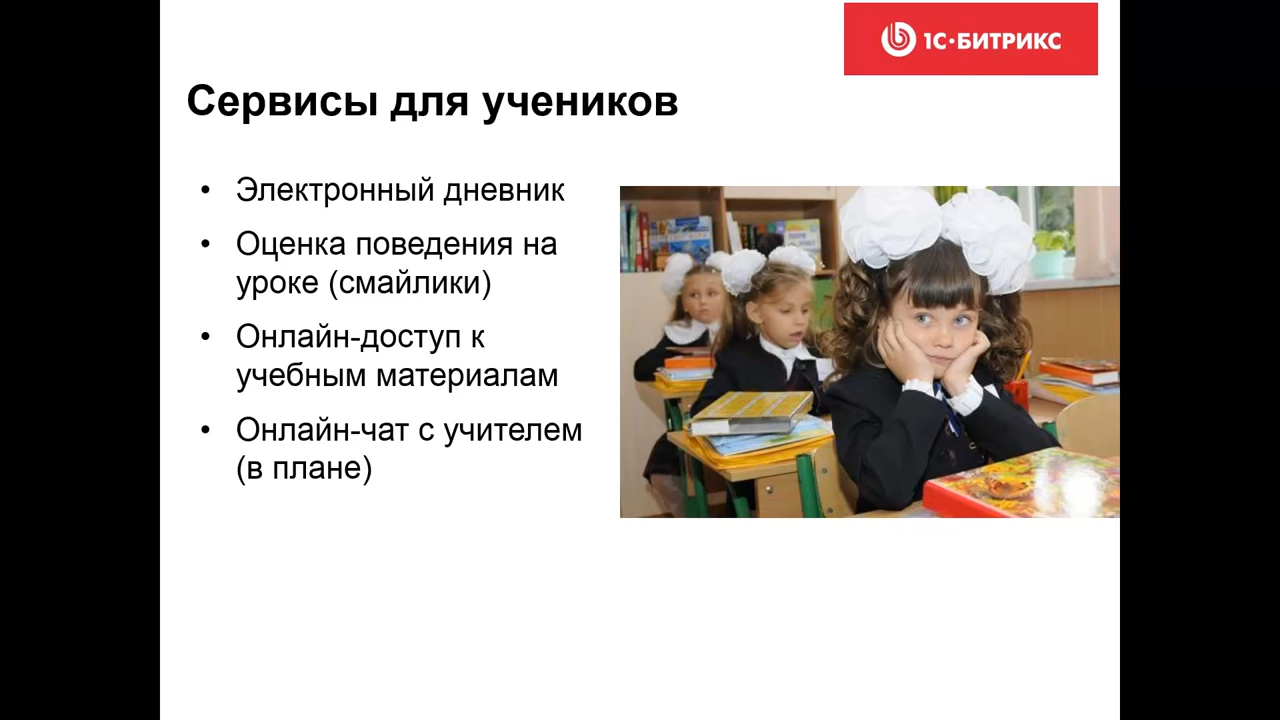 1С·БИТРИКС
Сервисы для учеников
• Электронный дневник
• Оценка поведения на
уроке (смайлики)
• Онлайн-доступ к
учебным материалам
• Онлайн-чат с учителем
(в плане)